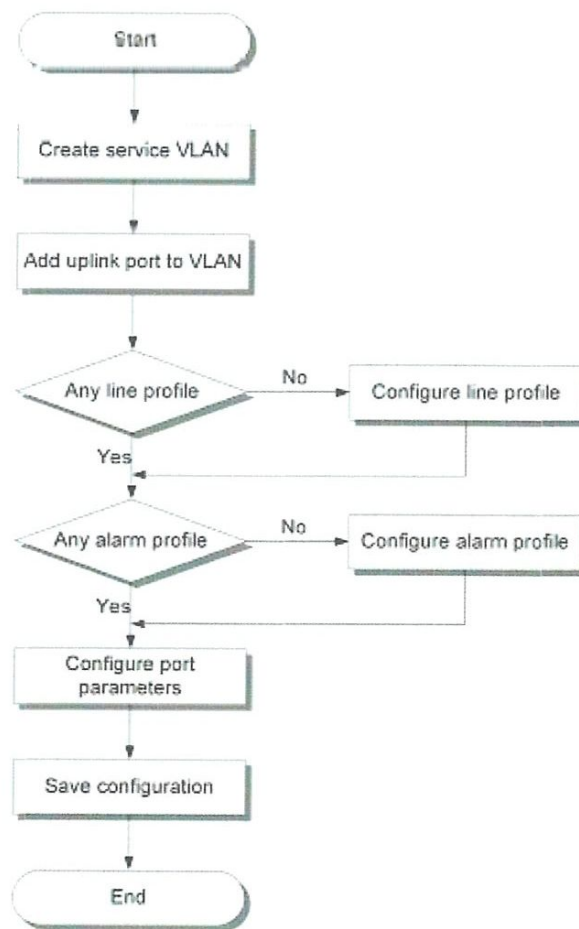 Start
Create service VLAN
Add uplink port to VLAN
Any line profile
No
Configure line profile
Yes
Any alarm profile
No
Configure alarm profile
Yes
Configure port
parameters
Save configuration
End